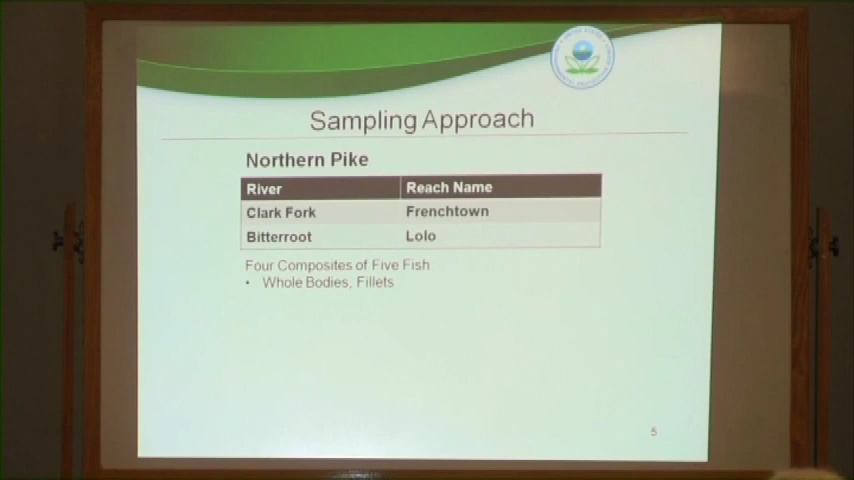 Sampling Approach
Northern Pike
River Reach Name
Clark Fork Frenchtown
Bitterroot Lolo
Four Composites of Five Fish
• Whole Bodies, Fillets
5